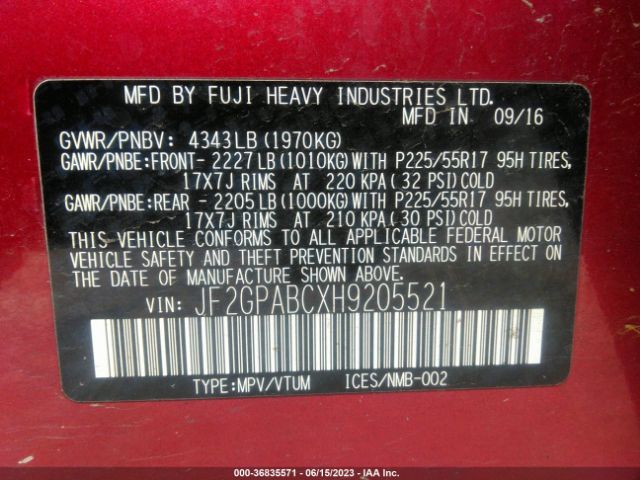 MFD BY FUJI HEAVY INDUSTRIES LTD.
MFD IN 09/16
GVWR/PNBV: 4343LB (1970KG)
GAWR/PNBE:FRONT- 2227LB (1010KG) WITH P225/55R17 95H TIRES,
17X7J RIMS AT 220 KPA (32 PSI) COLD
GAWR/PNBE:REAR - 2205LB (1000KG) WITH P225/55R17 95H TIRES,
17X7J RIMS AT 210 KPA (30 PSI) COLD
THIS VEHICLE CONFORMS TO ALL APPLICABLE FEDERAL MOTOR
VEHICLE SAFETY AND THEFT PREVENTION STANDARDS IN EFFECT ON
THE DATE OF MANUFACTURE SHOWN ABOVE.
VIN: JF2GPABCXH9205521
TYPE:MPV/VTUM ICES/NMB-002
000-36835571 - 06/15/2023 - IAA Inc.